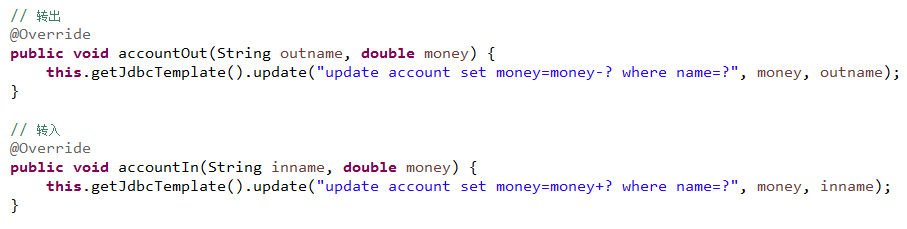 // 转出
@Override
public void accountOut(String outname, double money) {
    this.getJdbcTemplate().update("update account set money=money-? where name=?", money, outname);
}

// 转入
@Override
public void accountIn(String inname, double money) {
    this.getJdbcTemplate().update("update account set money=money+? where name=?", money, inname);
}